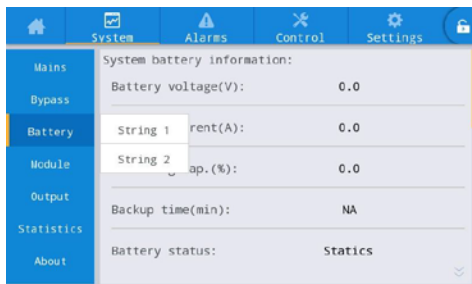 System Alarms Control Settings
Mains
Bypass
Battery
Module
Output
Statistics
About
System battery information:
Battery voltage(V): 0.0
rent(A): 0.0
ap.(%): 0.0
Backup time(min): NA
Battery status: Statics
String 1
String 2